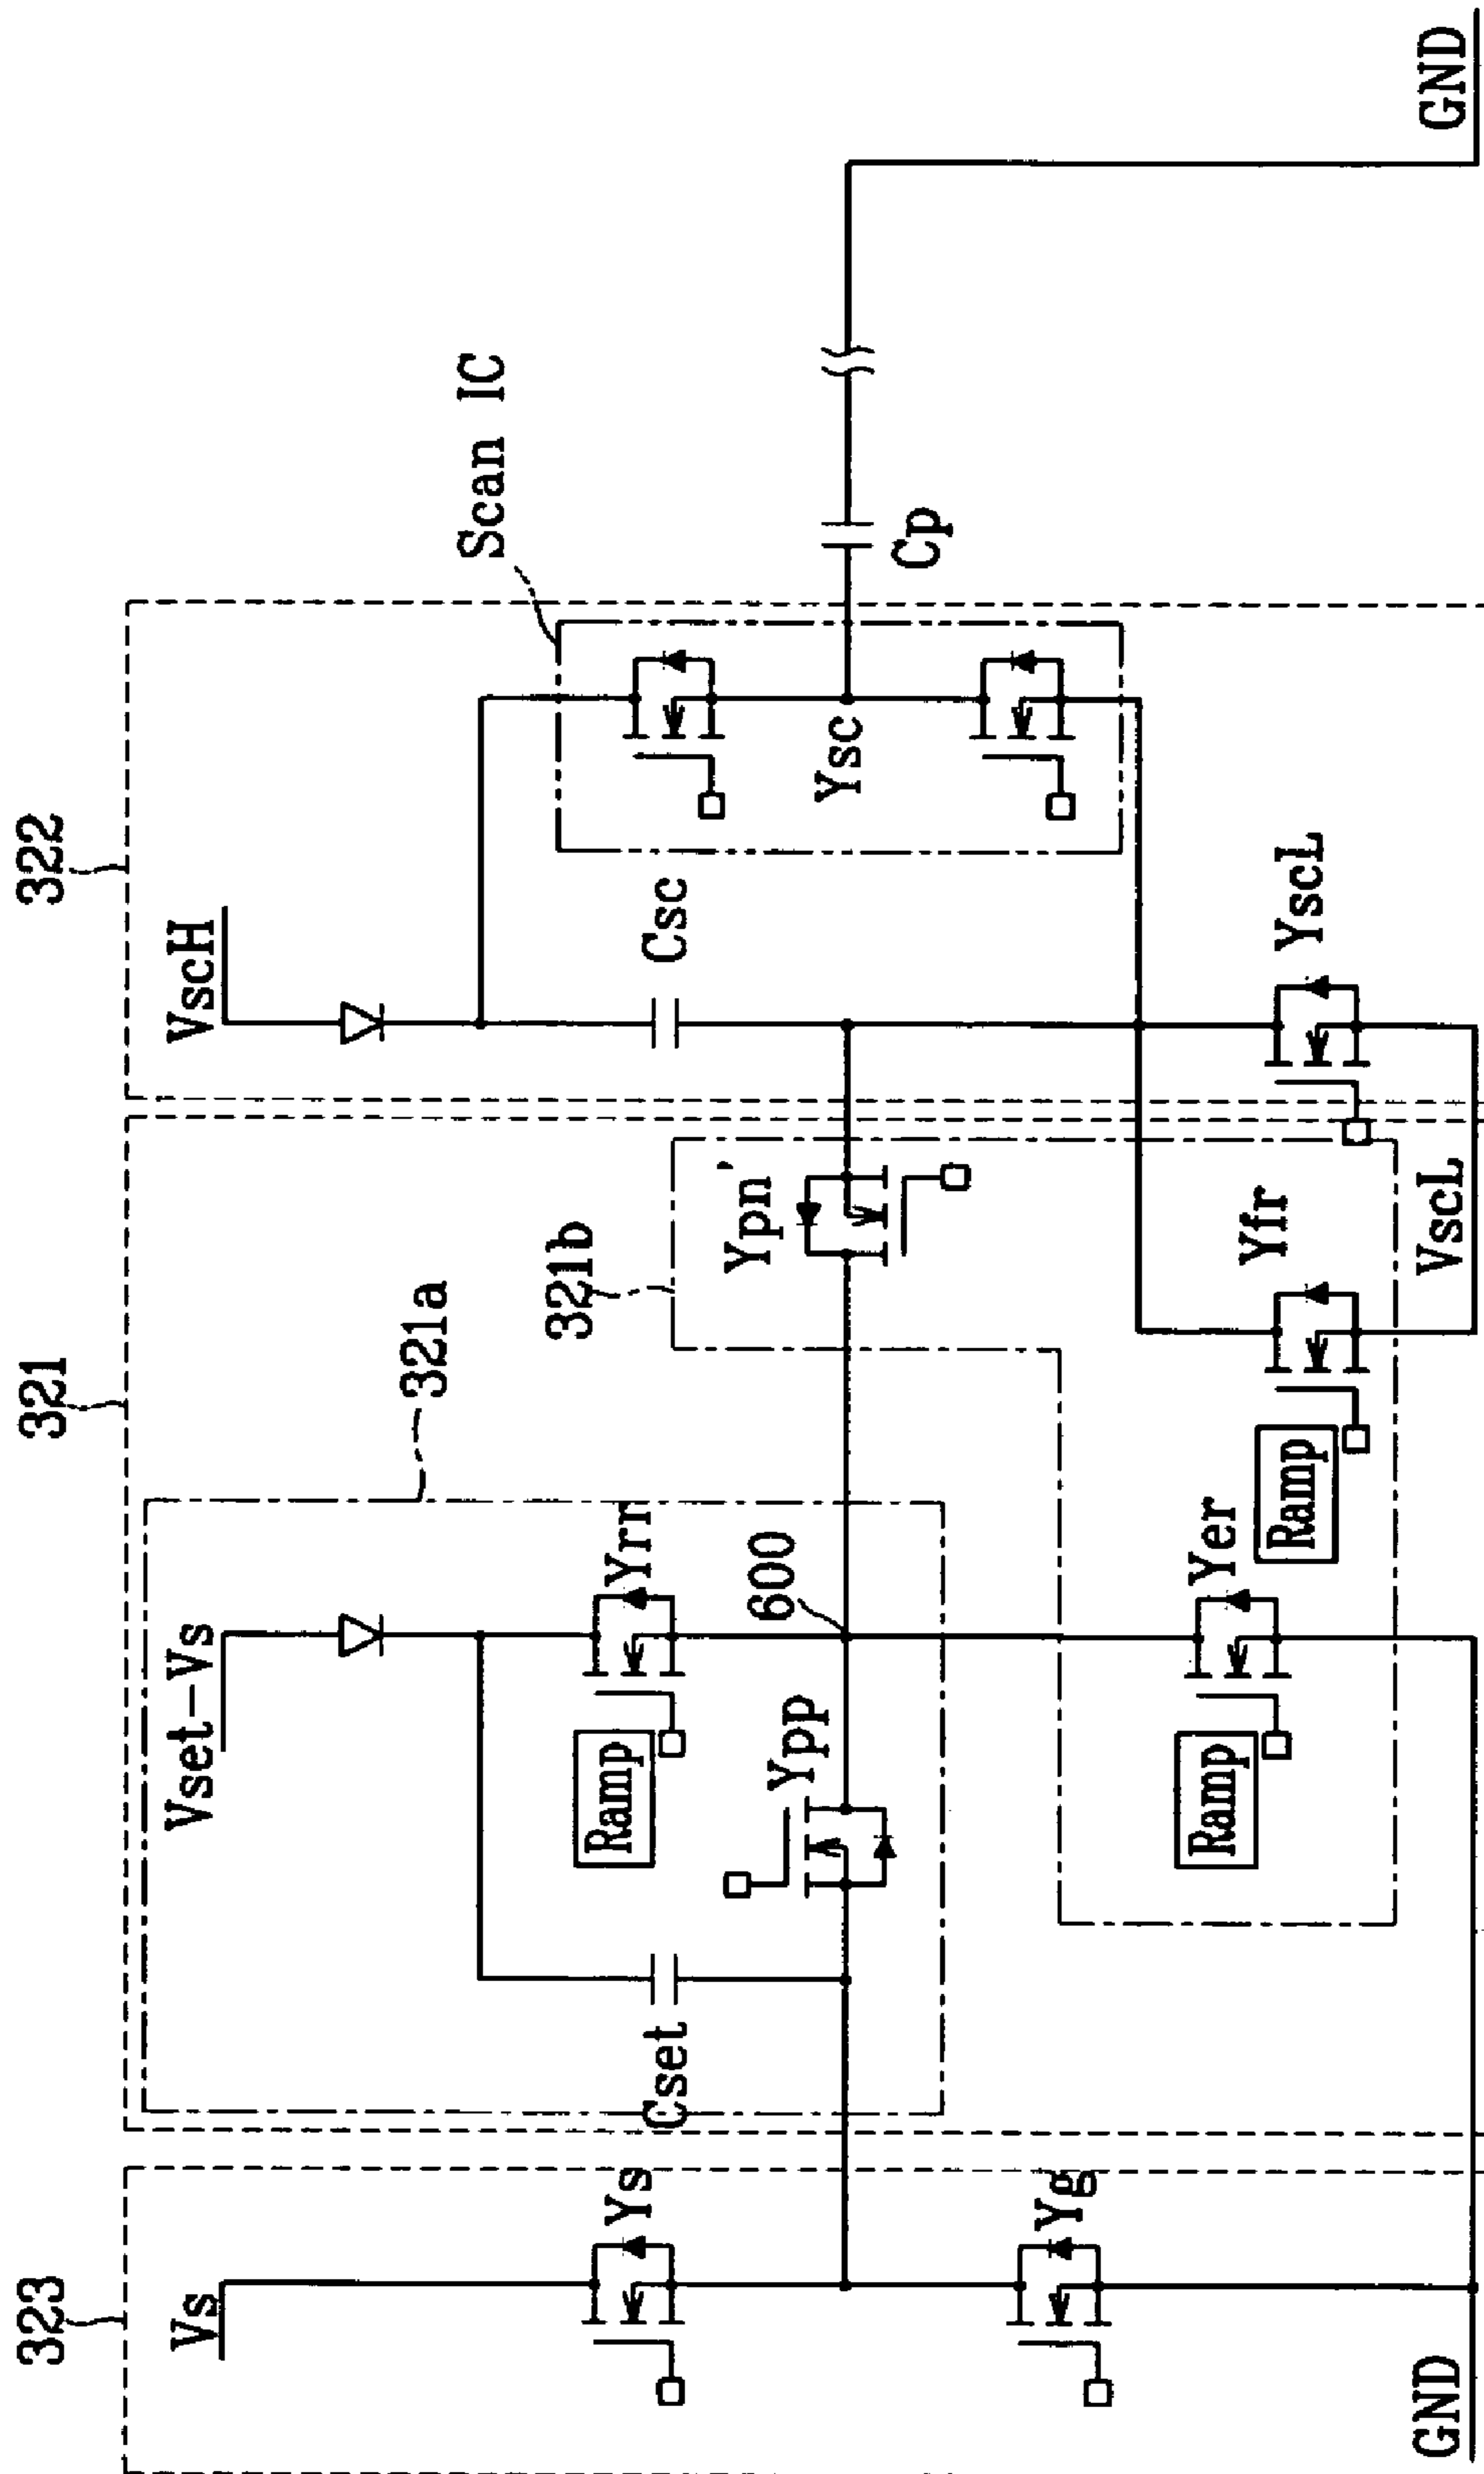 323
321
322
Vs
Vset-Vs
321a
VscH
Scan IC
Ys
Cset
Ramp
Yrr
Ypp
600
321b
Ypn'
Csc
Ysc
Cp
Yg
Ramp
Yer
Ramp
Yfr
YscL
VscL
GND
GND